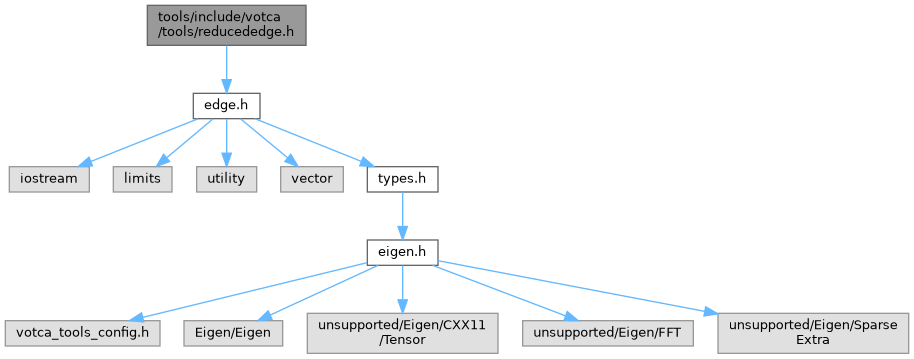 tools/include/votca
/tools/reducededge.h
edge.h
iostream
limits
utility
vector
types.h
eigen.h
votca_tools_config.h
Eigen/Eigen
unsupported/Eigen/CXX11
/Tensor
unsupported/Eigen/FFT
unsupported/Eigen/Sparse
Extra